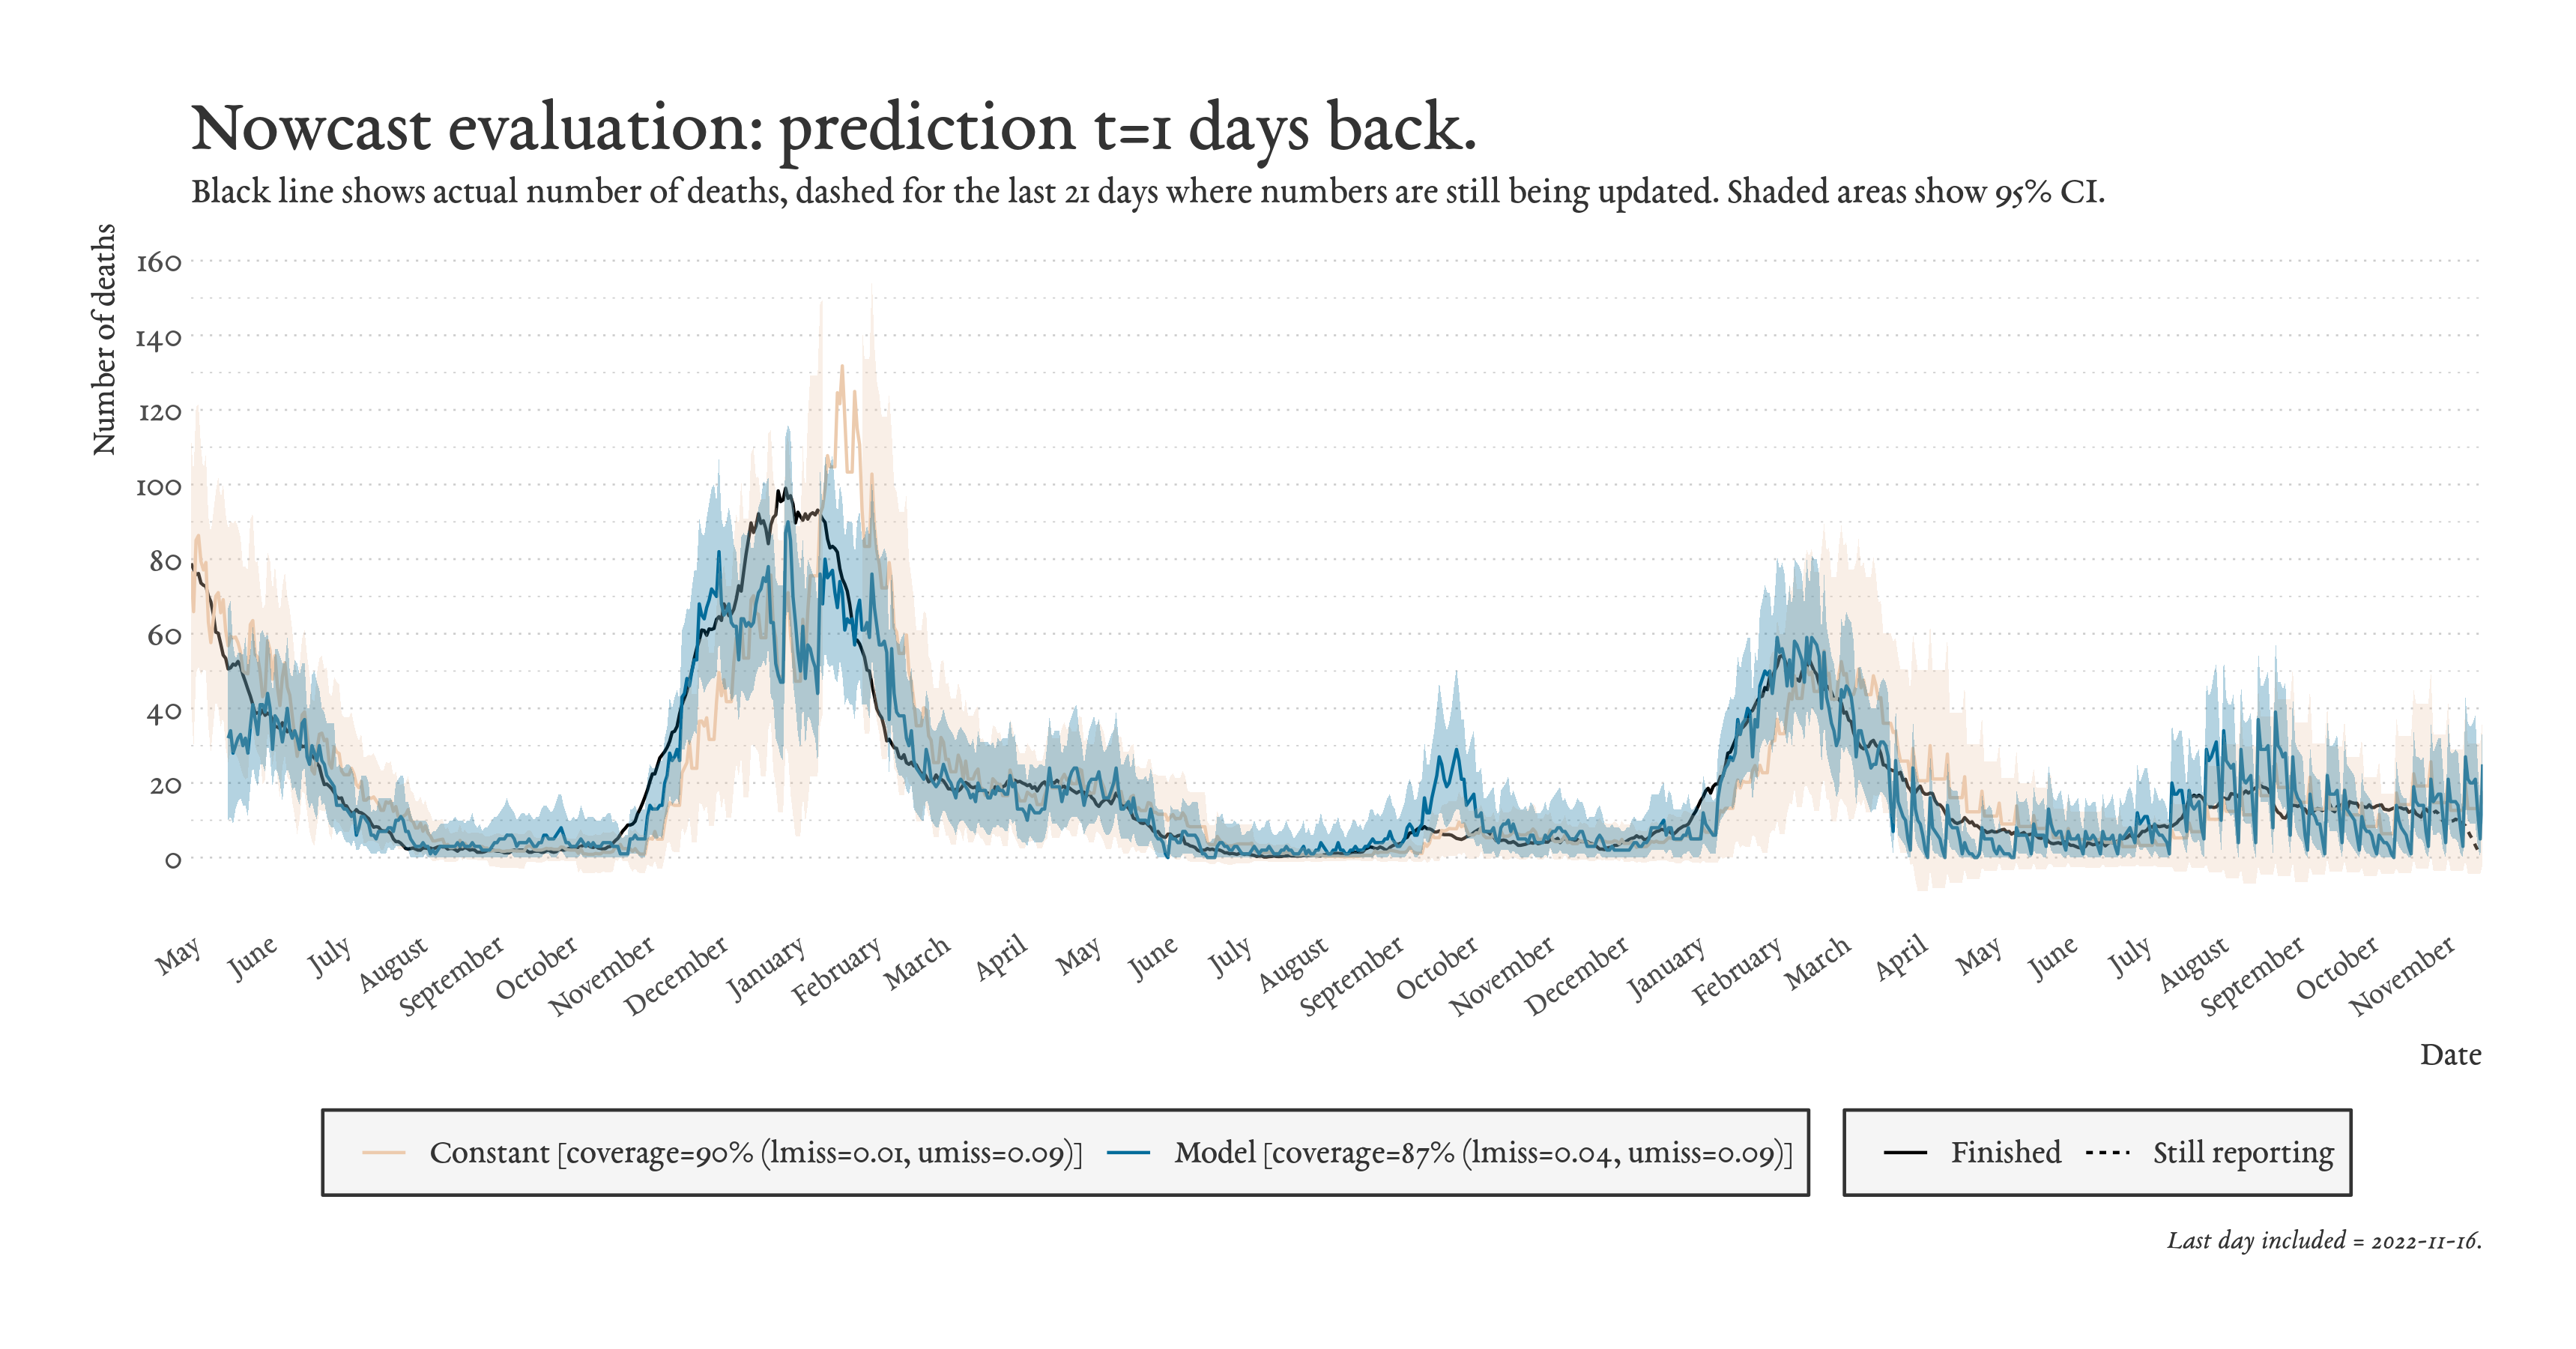 Nowcast evaluation: prediction t=1 days back.
Black line shows actual number of deaths, dashed for the last 21 days where numbers are still being updated. Shaded areas show 95% CI.
Number of deaths
160
140
120
100
80
60
40
20
0
May June July August September October November December January February March April May June July August September October November December January February March April May June July August September October November
Date
Constant [coverage=90% (lmiss=0.01, umiss=0.09)] Model [coverage=87% (lmiss=0.04, umiss=0.09)] Finished Still reporting
Last day included = 2022-11-16.